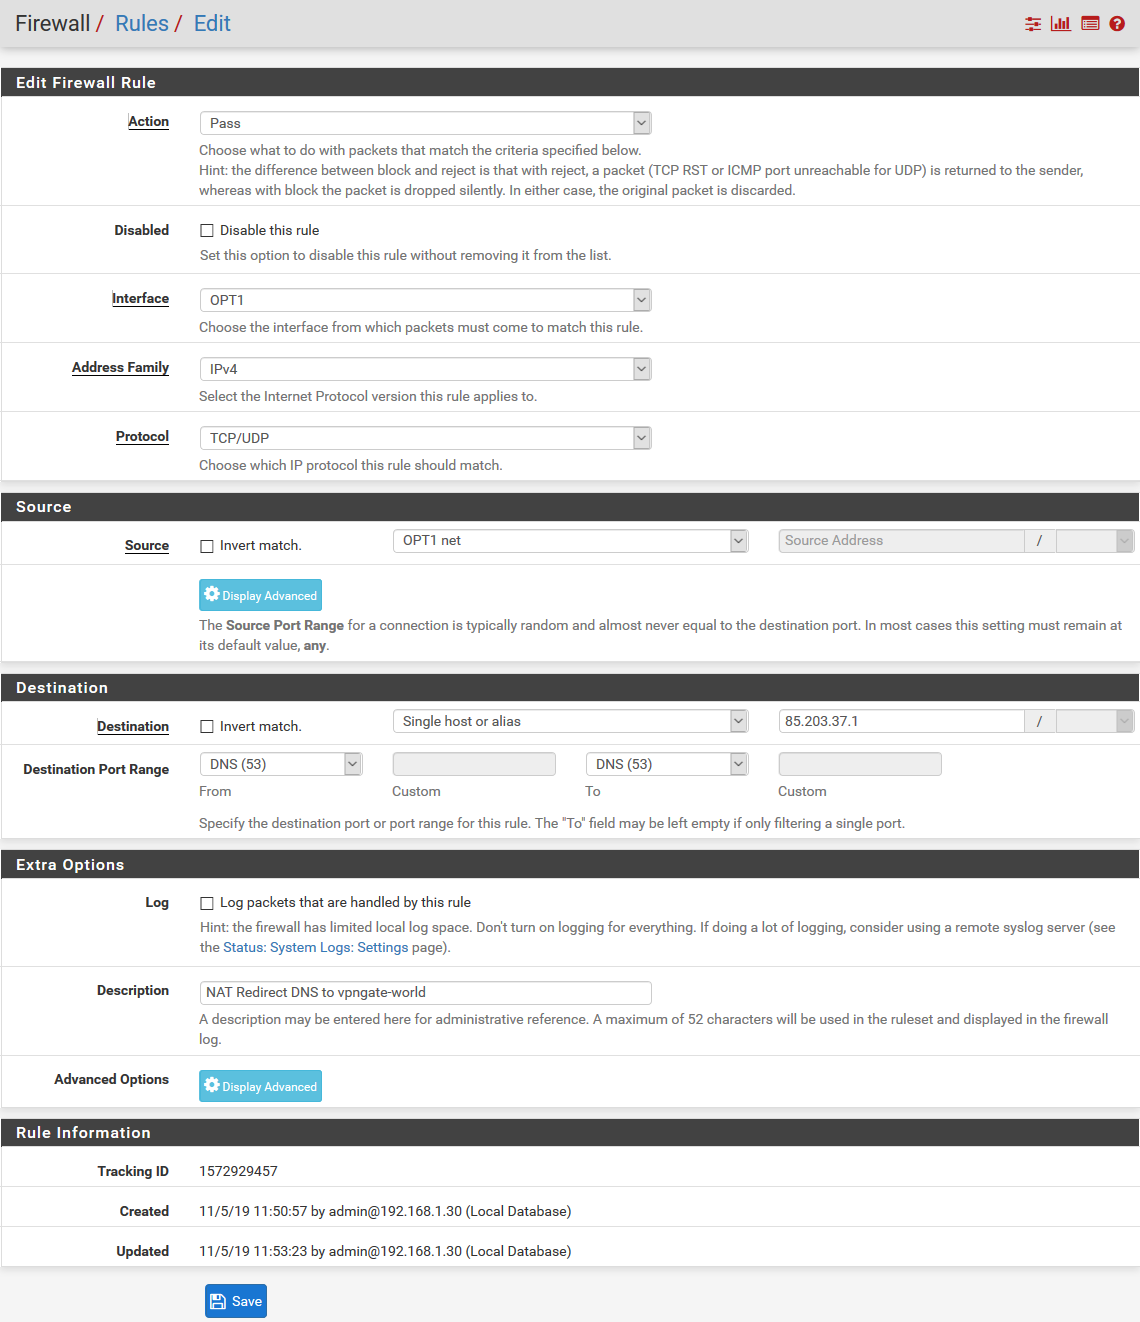 Firewall / Rules / Edit
Edit Firewall Rule
Action
Pass
Choose what to do with packets that match the criteria specified below.
Hint: the difference between block and reject is that with reject, a packet (TCP RST or ICMP port unreachable for UDP) is returned to the sender,
whereas with block the packet is dropped silently. In either case, the original packet is discarded.
Disabled
Disable this rule
Set this option to disable this rule without removing it from the list.
Interface
OPT1
Choose the interface from which packets must come to match this rule.
Address Family
IPv4
Select the Internet Protocol version this rule applies to.
Protocol
TCP/UDP
Choose which IP protocol this rule should match.
Source
Source
Invert match.
OPT1 net
Source Address
/
Display Advanced
The Source Port Range for a connection is typically random and almost never equal to the destination port. In most cases this setting must remain at
its default value, any.
Destination
Destination
Invert match.
Single host or alias
85.203.37.1
/
Destination Port Range
DNS (53)
DNS (53)
From
Custom
To
Custom
Specify the destination port or port range for this rule. The "To" field may be left empty if only filtering a single port.
Extra Options
Log
Log packets that are handled by this rule
Hint: the firewall has limited local log space. Don't turn on logging for everything. If doing a lot of logging, consider using a remote syslog server (see
the Status: System Logs: Settings page).
Description
NAT Redirect DNS to vpngate-world
A description may be entered here for administrative reference. A maximum of 52 characters will be used in the ruleset and displayed in the firewall
log.
Advanced Options
Display Advanced
Rule Information
Tracking ID
1572929457
Created
11/5/19 11:50:57 by admin@192.168.1.30 (Local Database)
Updated
11/5/19 11:53:23 by admin@192.168.1.30 (Local Database)
Save